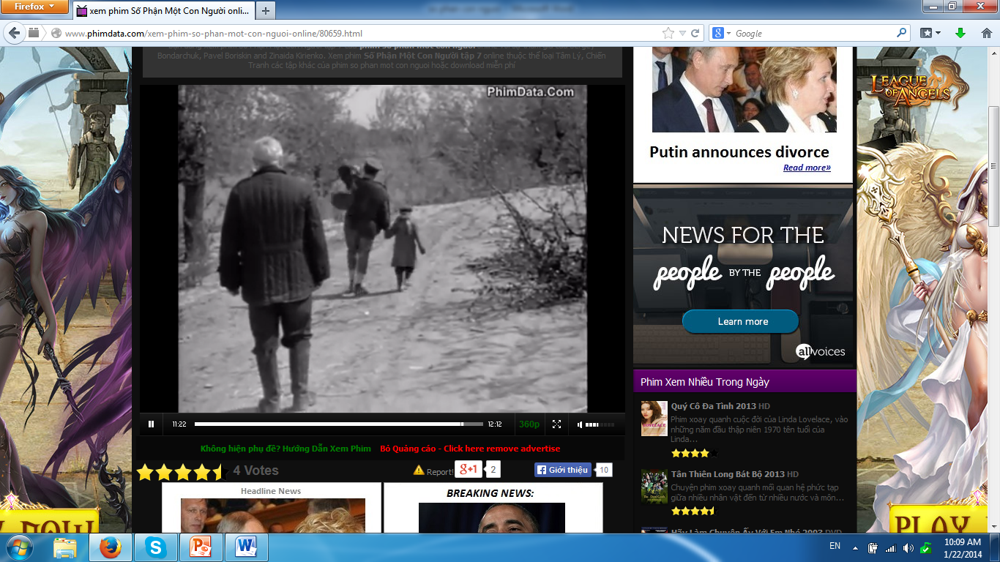 Firefox
xem phim Số Phận Một Con Người onli...
www.phimdata.com/xem-phim-so-phan-mot-con-nguoi-online/80659.html
Google
Bondarchuk, Pavel Boriskin and Zinaida Kirienko. Xem phim Số Phận Một Con Người tập 7 online thuộc thể loại Tâm Lý, Chiến
Tranh các tập khác của phim so phan mot con nguoi hoặc download miễn phí
PhimData.Com
11:22
12:12
360p
Không hiện phụ đề? Hướng Dẫn Xem Phim
Bỏ Quảng cáo - Click here remove advertise
4 Votes
Report!
g+1
2
Giới thiệu
10
Headline News
BREAKING NEWS:
Putin announces divorce
Read more»
NEWS FOR THE
people BY THE people
Learn more
allvoices
Phim Xem Nhiều Trong Ngày
Quý Cô Đa Tình 2013 HD
Phim xoay quanh cuộc đời của Linda Lovelace, vào
những năm đầu thập niên 1970 tên tuổi của
Linda...
Tân Thiên Long Bát Bộ 2013 HD
Chuyện phim xoay quanh mối quan hệ phức tạp
giữa nhiều nhân vật đến từ nhiều nước và môn...
Hãy Làm Chuyện Ấy Với Em Nhé 2003 DVD
LEAGUE
OF ANGELS
NOW
PLAY
EN
10:09 AM
1/22/2014